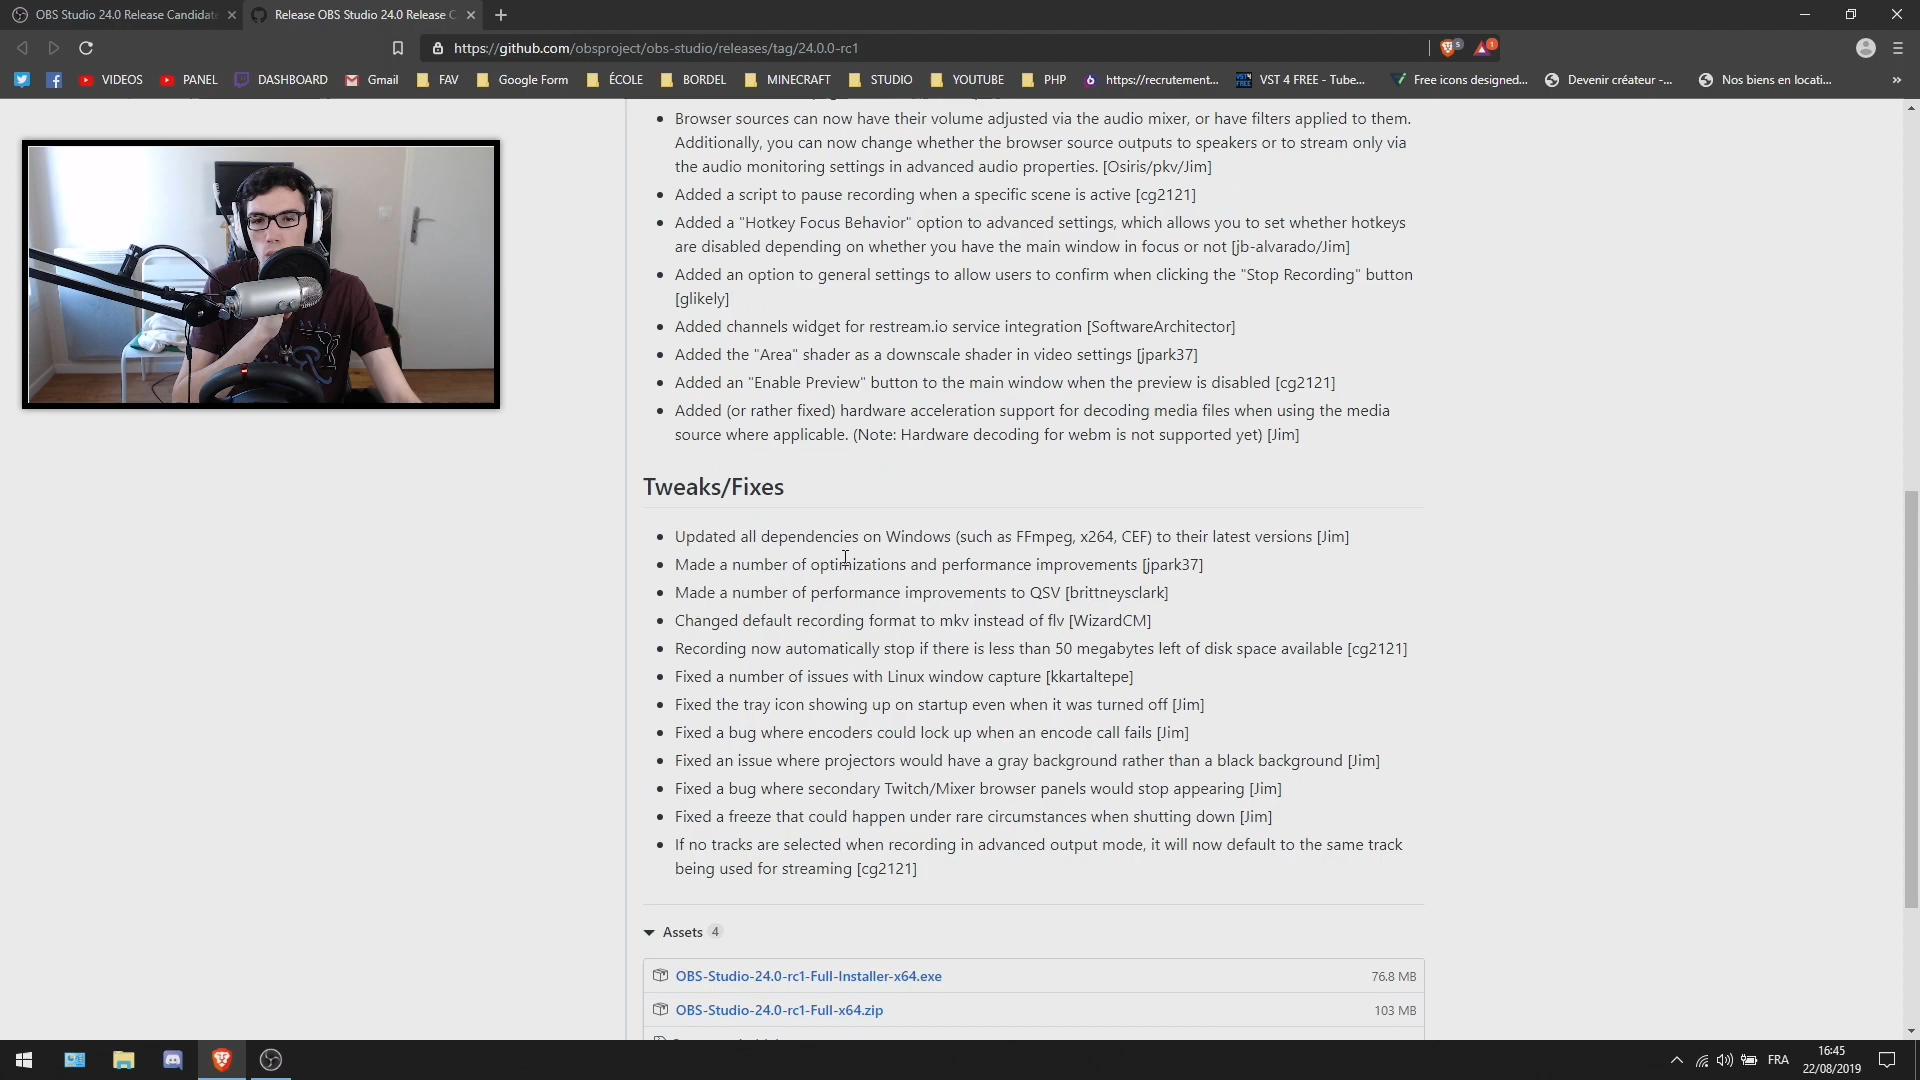 OBS Studio 24.0 Release Candidat
Release OBS Studio 24.0 Release C
https://github.com/obsproject/obs-studio/releases/tag/24.0.0-rc1
5
1
VIDEOS
PANEL
DASHBOARD
Gmail
FAV
Google Form
ÉCOLE
BORDEL
MINECRAFT
STUDIO
YOUTUBE
PHP
https://recrutement...
VST 4 FREE - Tube...
Free icons designed...
Devenir créateur -...
Nos biens en locati...
Browser sources can now have their volume adjusted via the audio mixer, or have filters applied to them.
Additionally, you can now change whether the browser source outputs to speakers or to stream only via
the audio monitoring settings in advanced audio properties. [Osiris/pkv/Jim]
Added a script to pause recording when a specific scene is active [cg2121]
Added a "Hotkey Focus Behavior" option to advanced settings, which allows you to set whether hotkeys
are disabled depending on whether you have the main window in focus or not [jb-alvarado/Jim]
Added an option to general settings to allow users to confirm when clicking the "Stop Recording" button
[glikely]
Added channels widget for restream.io service integration [SoftwareArchitector]
Added the "Area" shader as a downscale shader in video settings [jpark37]
Added an "Enable Preview" button to the main window when the preview is disabled [cg2121]
Added (or rather fixed) hardware acceleration support for decoding media files when using the media
source where applicable. (Note: Hardware decoding for webm is not supported yet) [Jim]
Tweaks/Fixes
Updated all dependencies on Windows (such as FFmpeg, x264, CEF) to their latest versions [Jim]
Made a number of optimizations and performance improvements [jpark37]
Made a number of performance improvements to QSV [brittneysclark]
Changed default recording format to mkv instead of flv [WizardCM]
Recording now automatically stop if there is less than 50 megabytes left of disk space available [cg2121]
Fixed a number of issues with Linux window capture [kkartaltepe]
Fixed the tray icon showing up on startup even when it was turned off [Jim]
Fixed a bug where encoders could lock up when an encode call fails [Jim]
Fixed an issue where projectors would have a gray background rather than a black background [Jim]
Fixed a bug where secondary Twitch/Mixer browser panels would stop appearing [Jim]
Fixed a freeze that could happen under rare circumstances when shutting down [Jim]
If no tracks are selected when recording in advanced output mode, it will now default to the same track
being used for streaming [cg2121]
Assets 4
OBS-Studio-24.0-rc1-Full-Installer-x64.exe 76.8 MB
OBS-Studio-24.0-rc1-Full-x64.zip 103 MB
FRA
16:45
22/08/2019